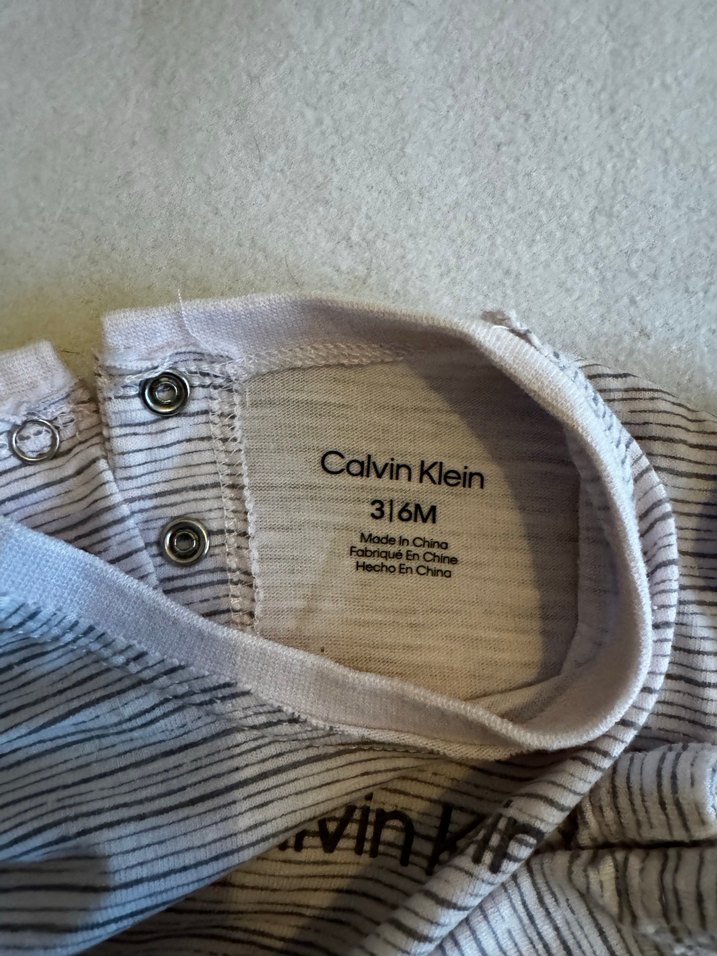 Calvin Klein
3|6M
Made In China
Fabriqué En Chine
Hecho En China